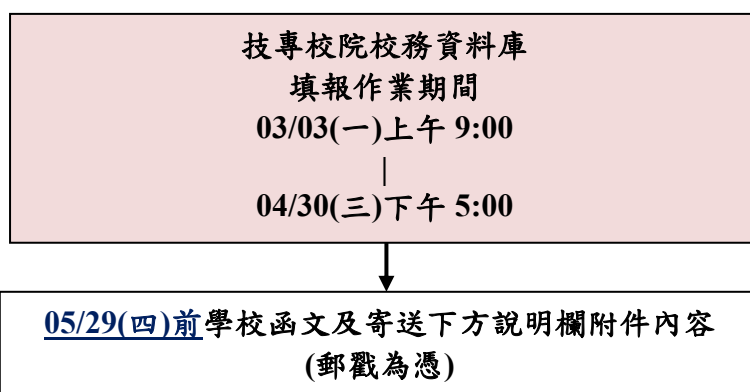 技專校院校務資料庫
填報作業期間
03/03(一)上午 9:00
|
04/30(三)下午 5:00
05/29(四)前學校函文及寄送下方說明欄附件內容
(郵戳為憑)